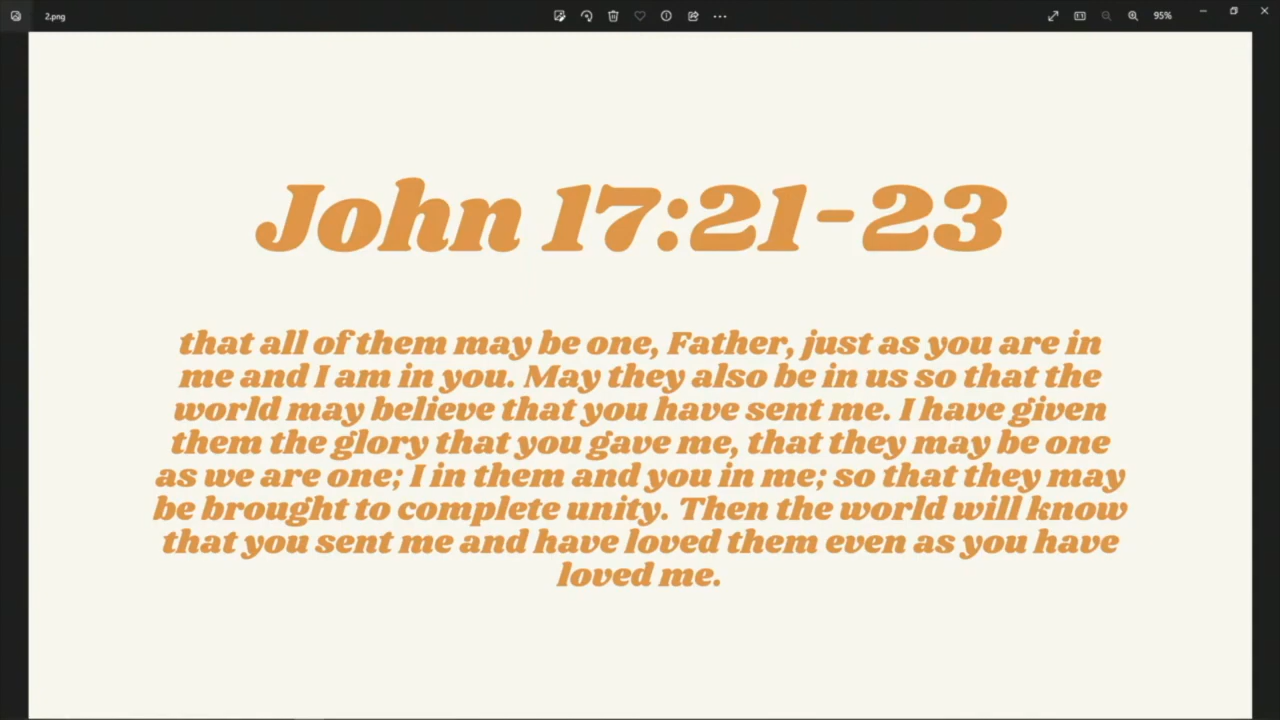 2.png
95%
John 17:21-23
that all of them may be one, Father, just as you are in
me and I am in you. May they also be in us so that the
world may believe that you have sent me. I have given
them the glory that you gave me, that they may be one
as we are one; I in them and you in me; so that they may
be brought to complete unity. Then the world will know
that you sent me and have loved them even as you have
loved me.